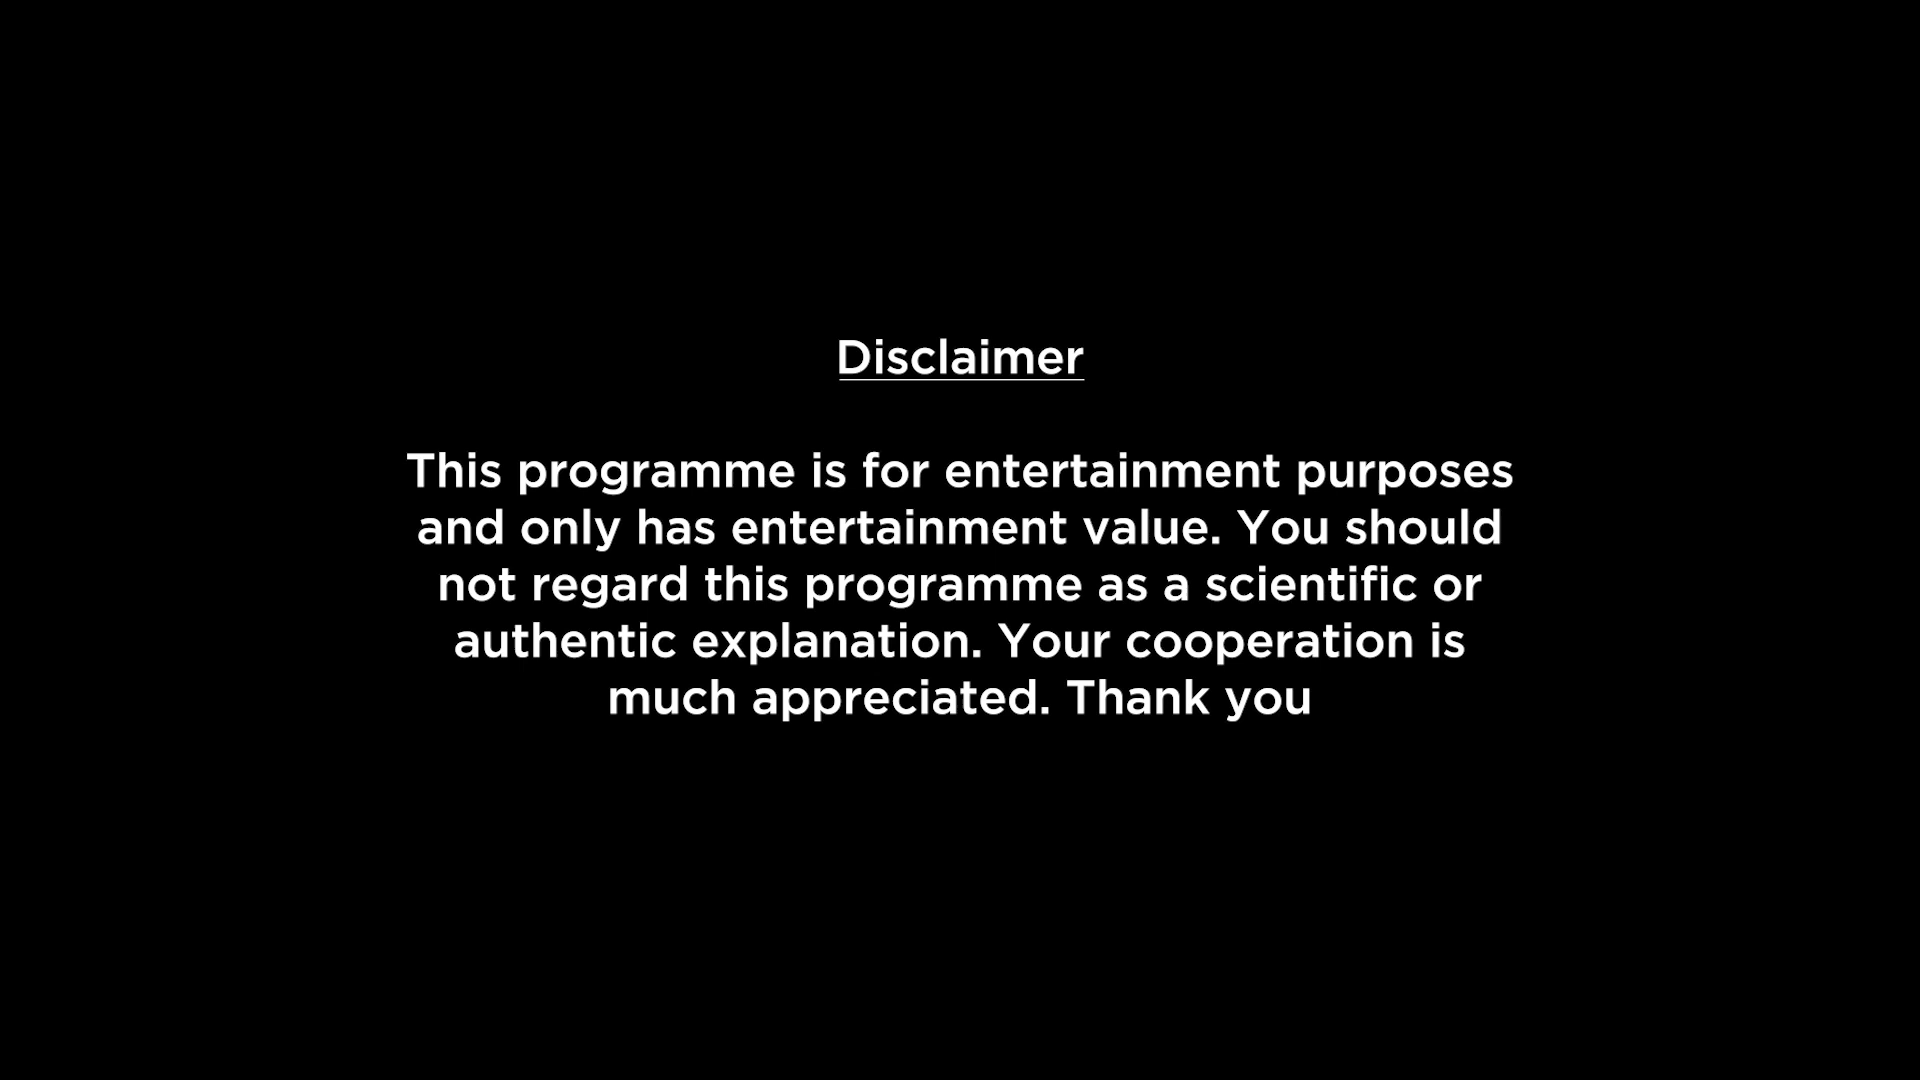 Disclaimer
This programme is for entertainment purposes
and only has entertainment value. You should
not regard this programme as a scientific or
authentic explanation. Your cooperation is
much appreciated. Thank you